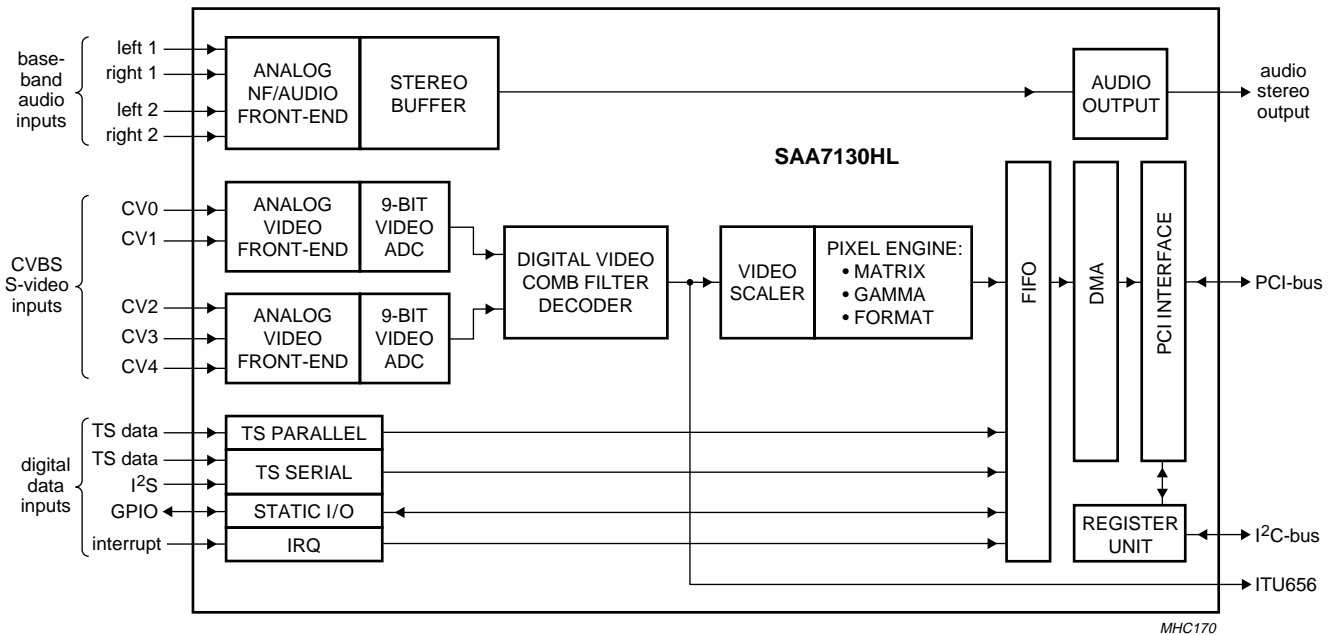 base-
band
audio
inputs
left 1
right 1
left 2
right 2
ANALOG
NF/AUDIO
FRONT-END
STEREO
BUFFER
AUDIO
OUTPUT
audio
stereo
output
SAA7130HL
CVBS
S-video
inputs
CV0
CV1
CV2
CV3
CV4
ANALOG
VIDEO
FRONT-END
9-BIT
VIDEO
ADC
ANALOG
VIDEO
FRONT-END
9-BIT
VIDEO
ADC
DIGITAL VIDEO
COMB FILTER
DECODER
VIDEO
SCALER
PIXEL ENGINE:
• MATRIX
• GAMMA
• FORMAT
FIFO
DMA
PCI INTERFACE
PCI-bus
digital
data
inputs
TS data
TS data
I²S
GPIO
interrupt
TS PARALLEL
TS SERIAL
STATIC I/O
IRQ
REGISTER
UNIT
I²C-bus
ITU656
MHC170